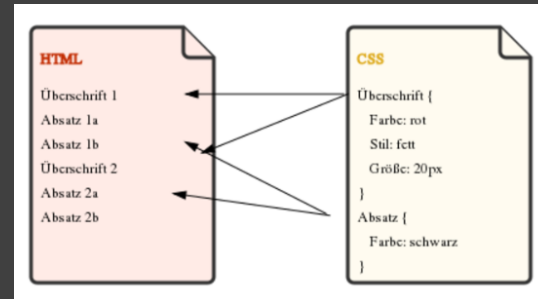 HTML
Überschrift 1
Absatz 1a
Absatz 1b
Überschrift 2
Absatz 2a
Absatz 2b
CSS
Überschrift {
Farbe: rot
Stil: fett
Größe: 20px
}
Absatz {
Farbe: schwarz
}